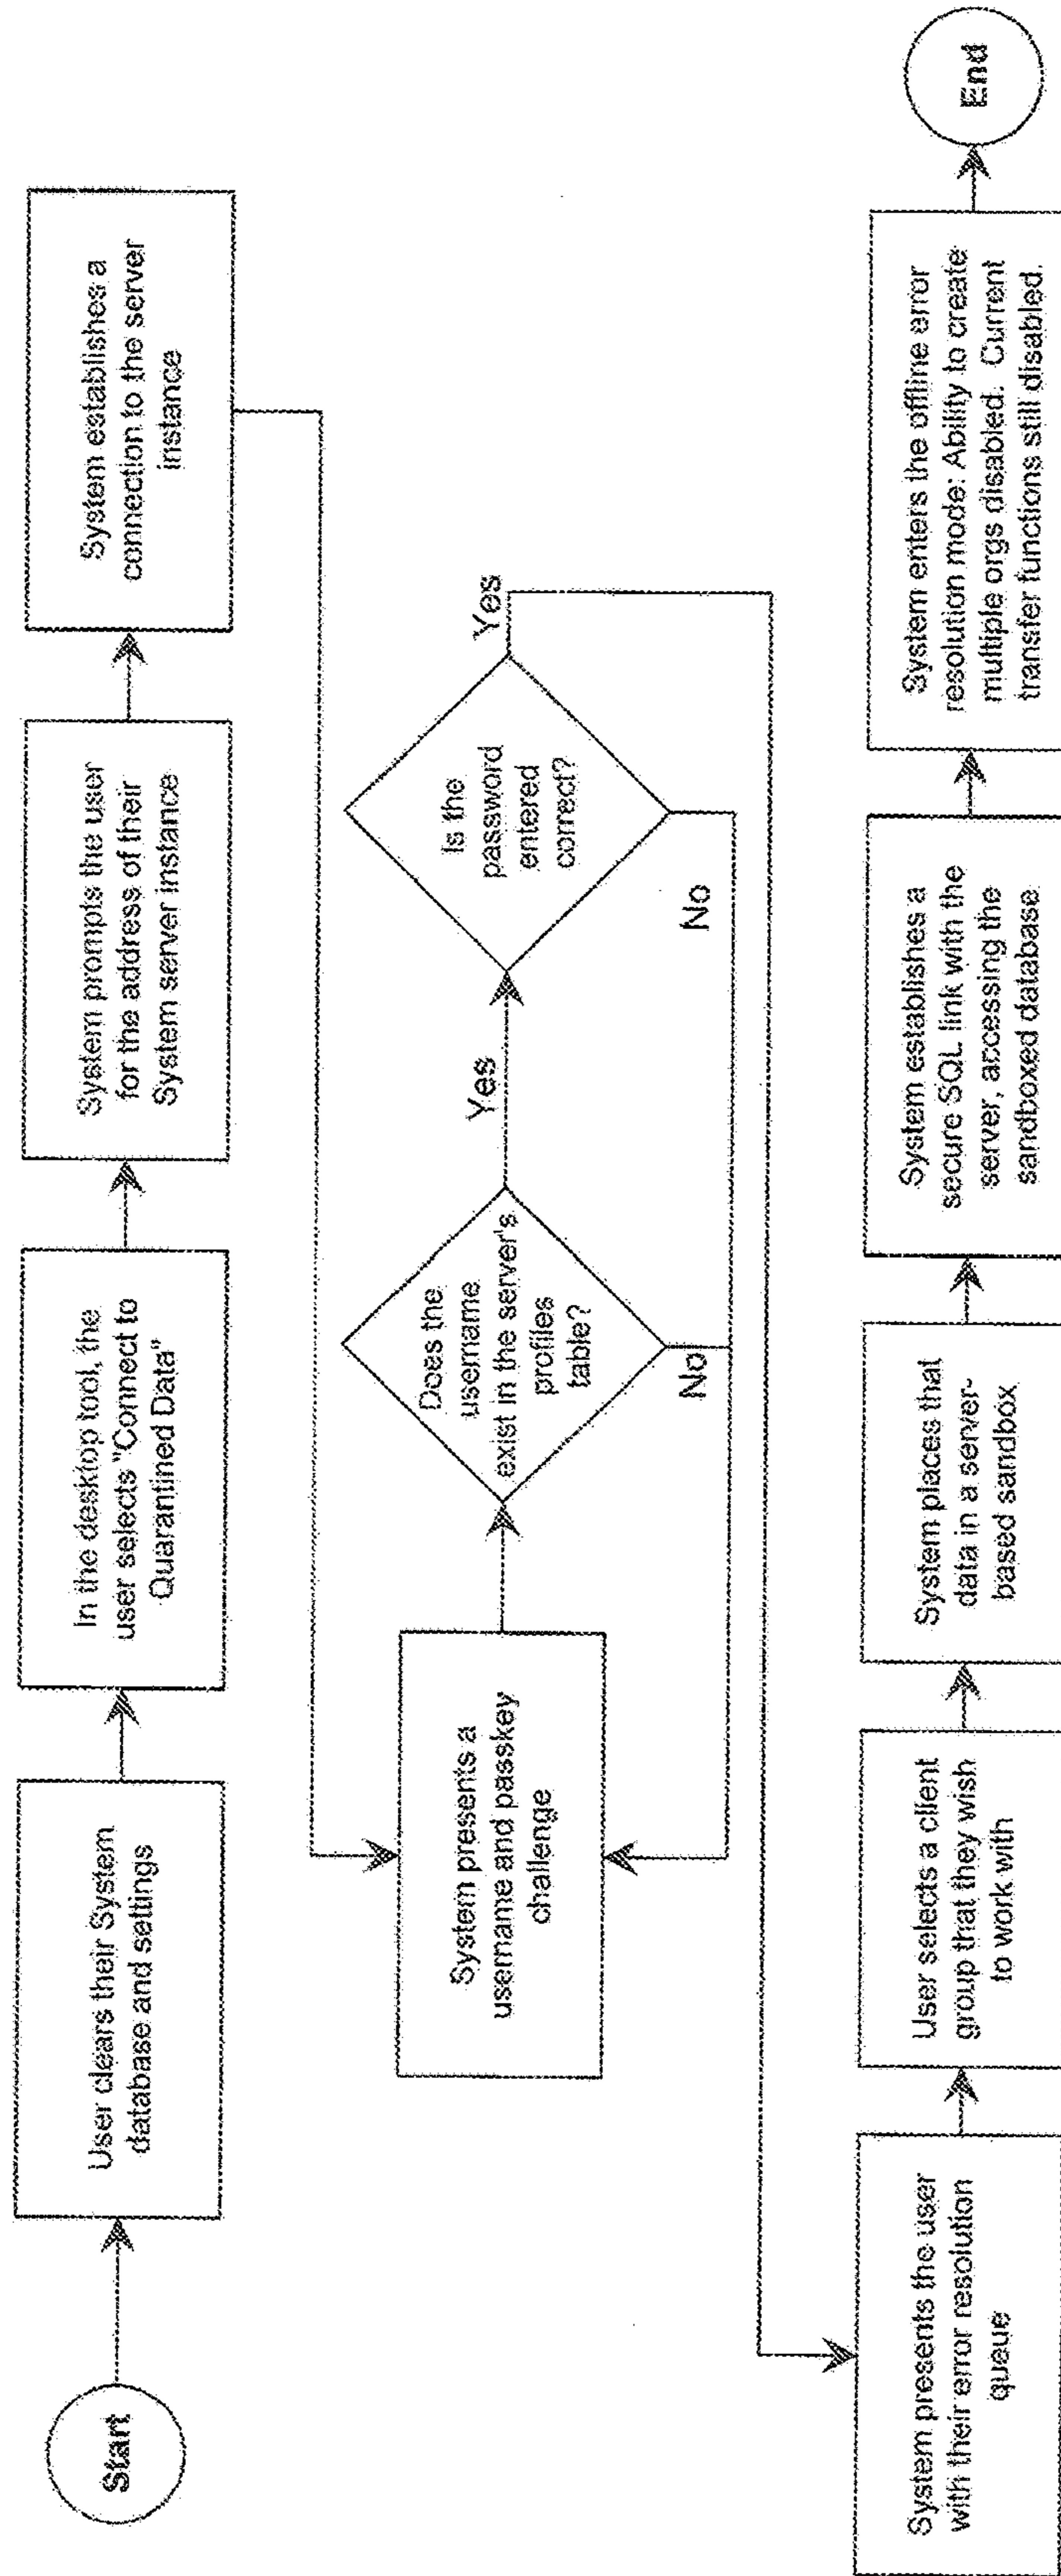 Start
User clears their System
database and settings
In the desktop tool, the
user selects "Connect to
Quarantined Data"
System prompts the user
for the address of their
System server instance
System establishes a
connection to the server
instance
System presents a
username and passkey
challenge
Does the
username
exist in the server's
profiles
table?
Yes
No
Is the
password
entered
correct?
Yes
No
System presents the user
with their error resolution
queue
User selects a client
group that they wish
to work with
System places that
data in a server-
based sandbox
System establishes a
secure SQL link with the
server, accessing the
sandboxed database
System enters the offline error
resolution mode: Ability to create
multiple orgs disabled. Current
transfer functions still disabled.
End